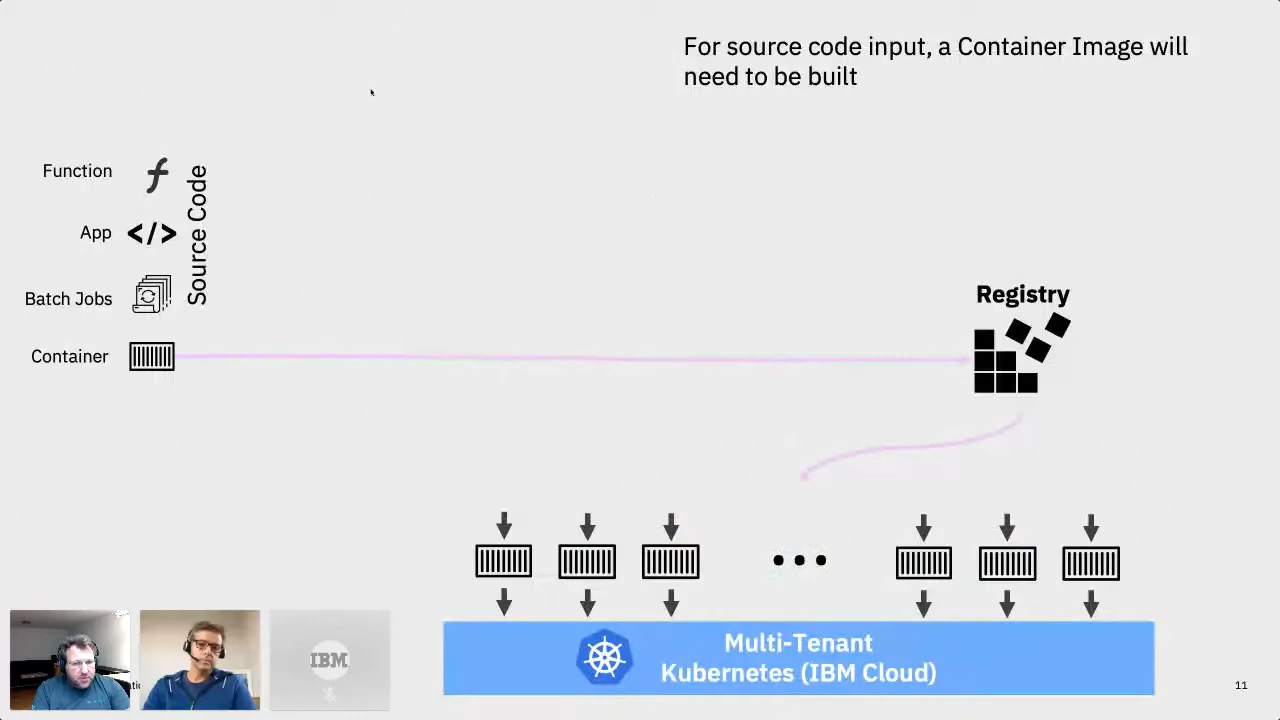 For source code input, a Container Image will
need to be built
Function
App
</>
Batch Jobs
Container
Source Code
Registry
Multi-Tenant
Kubernetes (IBM Cloud)
IBM
11